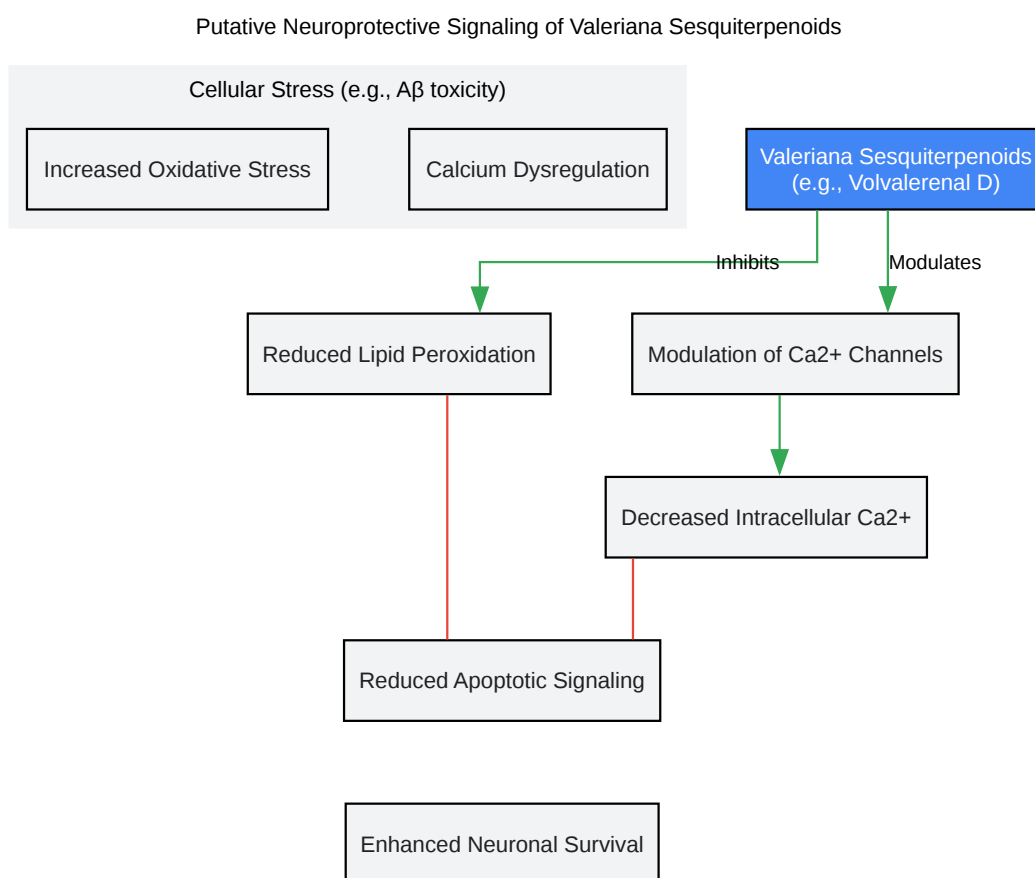 Putative Neuroprotective Signaling of Valeriana Sesquiterpenoids
Cellular Stress (e.g., Aβ toxicity)
Increased Oxidative Stress
Calcium Dysregulation
Valeriana Sesquiterpenoids
(e.g., Volvalerenal D)
Inhibits
Modulates
Reduced Lipid Peroxidation
Modulation of Ca2+ Channels
Decreased Intracellular Ca2+
Reduced Apoptotic Signaling
Enhanced Neuronal Survival